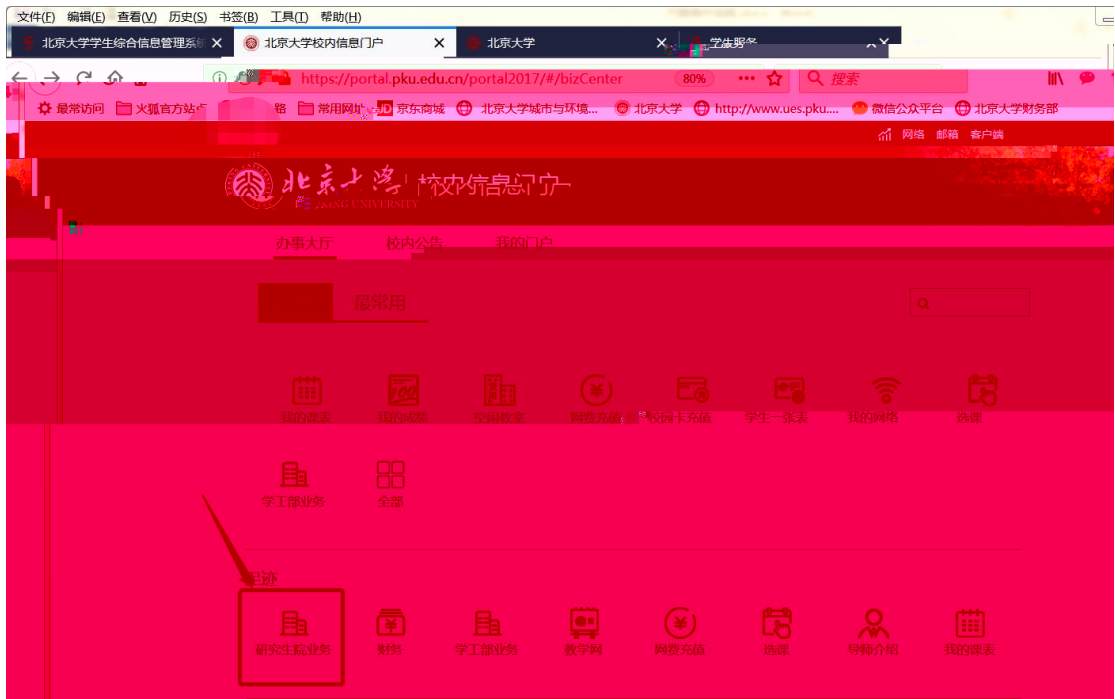 文件(F) 编辑(E) 查看(V) 历史(S) 书签(B) 工具(T) 帮助(H)
北京大学学生综合信息管理系统 北京大学校内信息门户 北京大学
https://portal.pku.edu.cn/portal2017/#/bizCenter 80% 搜索
最常访问 火狐官方站点 路 常用网址 JD 京东商城 北京大学城市与环境... 北京大学 http://www.ues.pku.... 微信公众平台 北京大学财务部
网络 邮箱 客户端
北京大学 校内信息门户
PEKING UNIVERSITY
办事大厅 校内公告 我的门户
最常用
我的课表 我的成绩 空闲教室 网费充值 校园卡充值 学生一张表 我的网络 选课
学工部业务 全部
足迹
研究生院业务 财务 学工部业务 教学网 网费充值 选课 导师介绍 我的课表